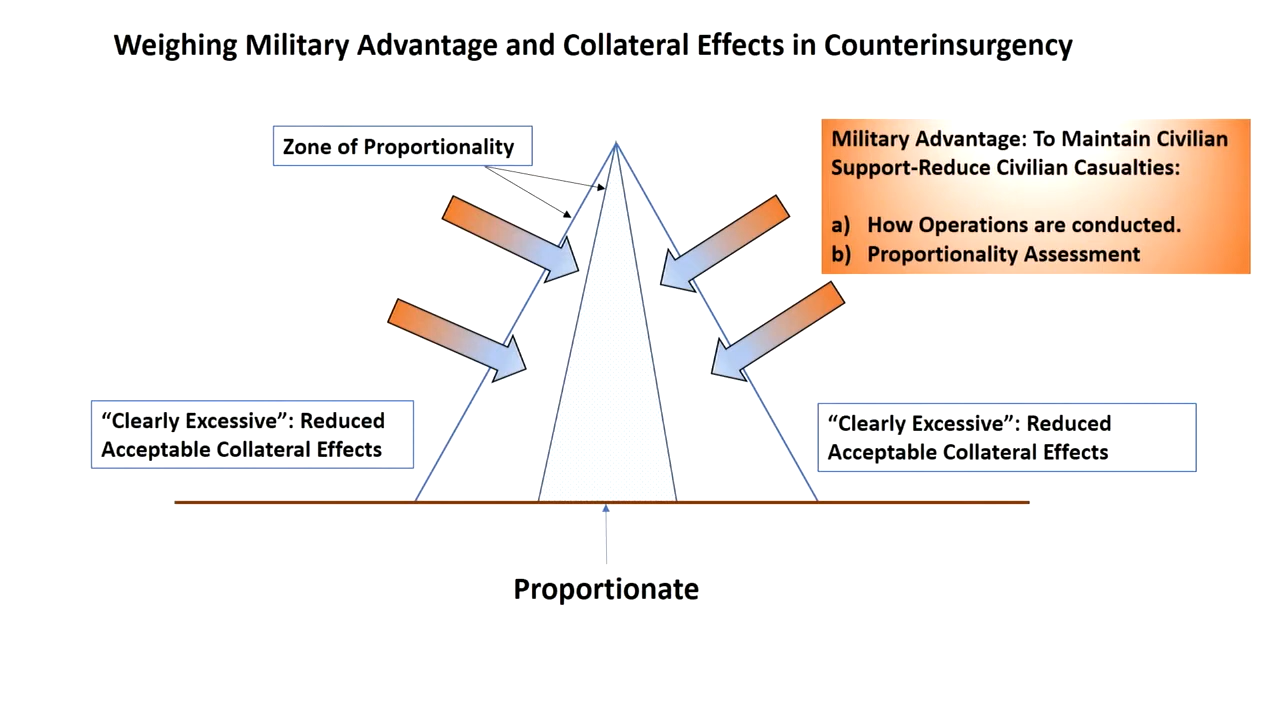 Weighing Military Advantage and Collateral Effects in Counterinsurgency
Zone of Proportionality
Military Advantage: To Maintain Civilian
Support-Reduce Civilian Casualties:
a) How Operations are conducted.
b) Proportionality Assessment
“Clearly Excessive”: Reduced
Acceptable Collateral Effects
“Clearly Excessive”: Reduced
Acceptable Collateral Effects
Proportionate